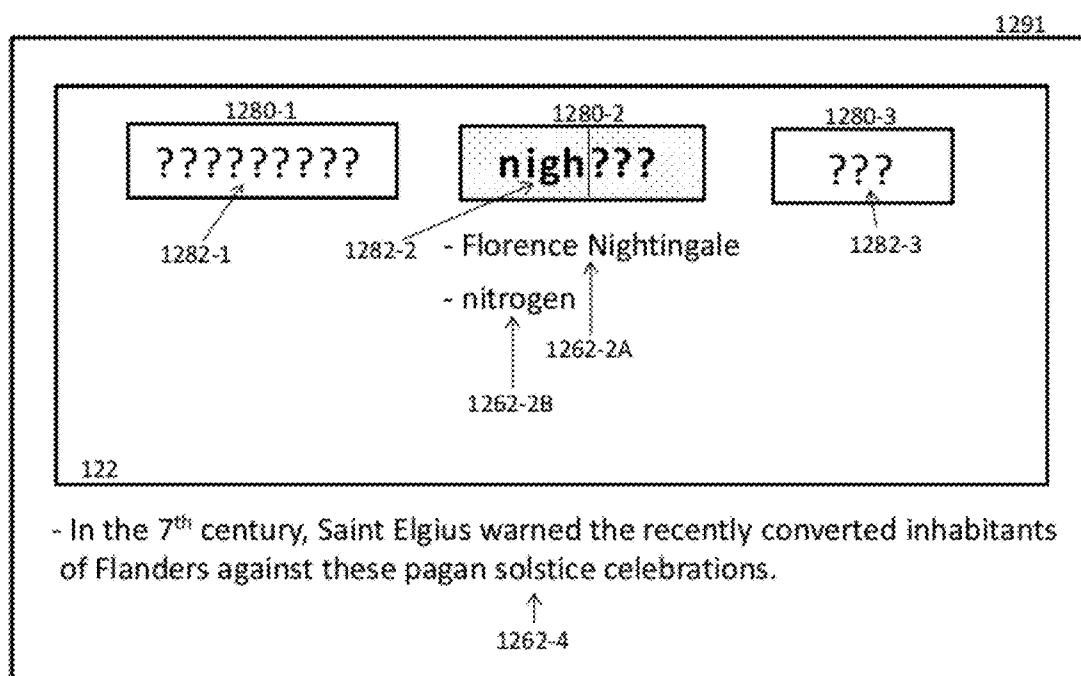 1291
1280-1 1280-2 1280-3
????????? nigh??? ???
1282-1 1282-2 - Florence Nightingale 1282-3
- nitrogen
1262-2A
1262-2B
122
- In the 7th century, Saint Elgius warned the recently converted inhabitants
of Flanders against these pagan solstice celebrations.
1262-4